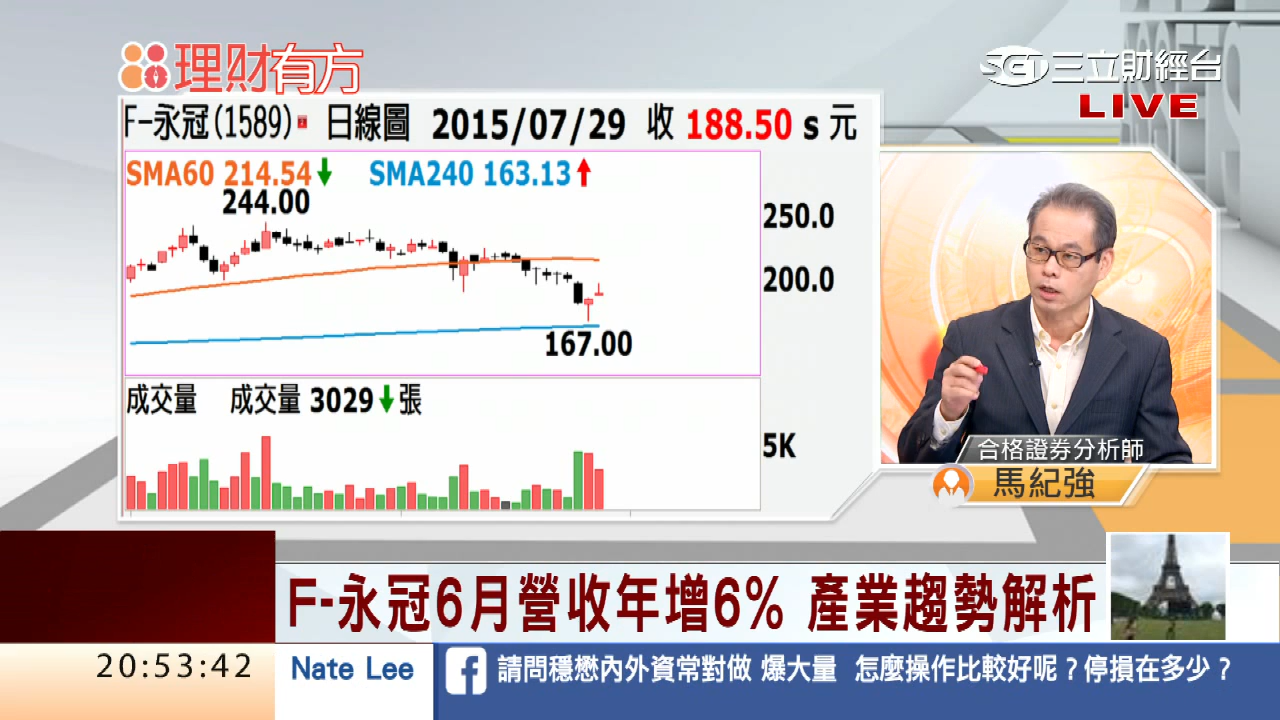 理財有方
SET 三立財經台
LIVE
F-永冠(1589) 日線圖 2015/07/29 收 188.50 s 元
SMA60 214.54↓ SMA240 163.13↑
244.00
250.0
200.0
167.00
成交量 成交量 3029↓張
5K
合格證券分析師
馬紀強
F-永冠6月營收年增6% 產業趨勢解析
20:53:42
Nate Lee
請問穩懋內外資常對做 爆大量 怎麼操作比較好呢？停損在多少？